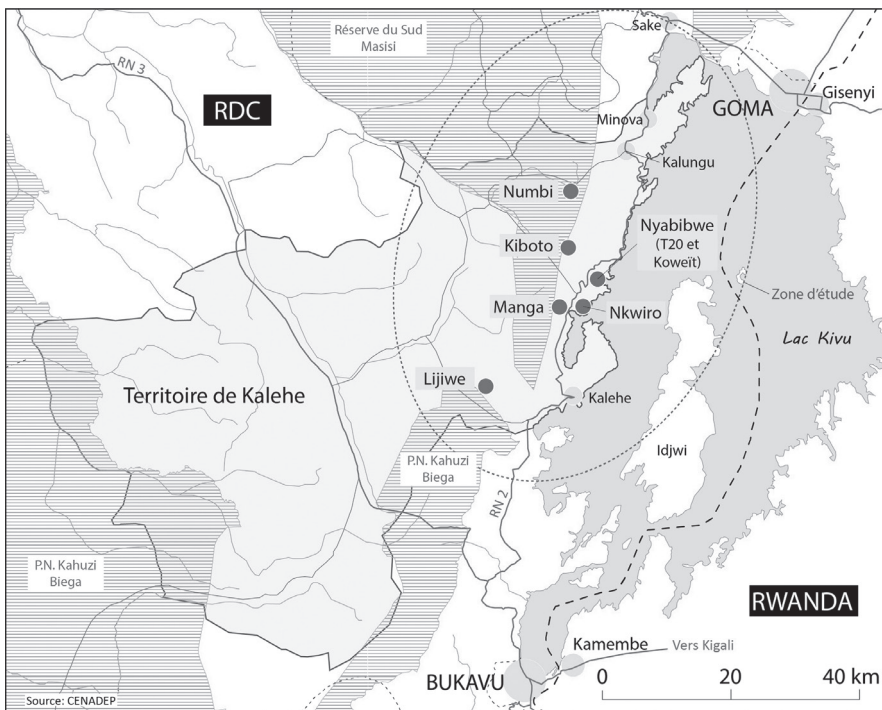 Sake
Réserve du Sud
Masisi
RN 3
RDC
GOMA
Gisenyi
Minova
Kalungu
Numbi
Nyabibwe
(T20 et
Koweït)
Kiboto
Zone d'étude
Manga
Nkwiro
Lac Kivu
Lijiwe
Territoire de Kalehe
Kalehe
Idjwi
P.N. Kahuzi
Biega
RN 2
P.N. Kahuzi
Biega
RWANDA
Kamembe
Vers Kigali
BUKAVU
0 20 40 km
Source: CENADEP